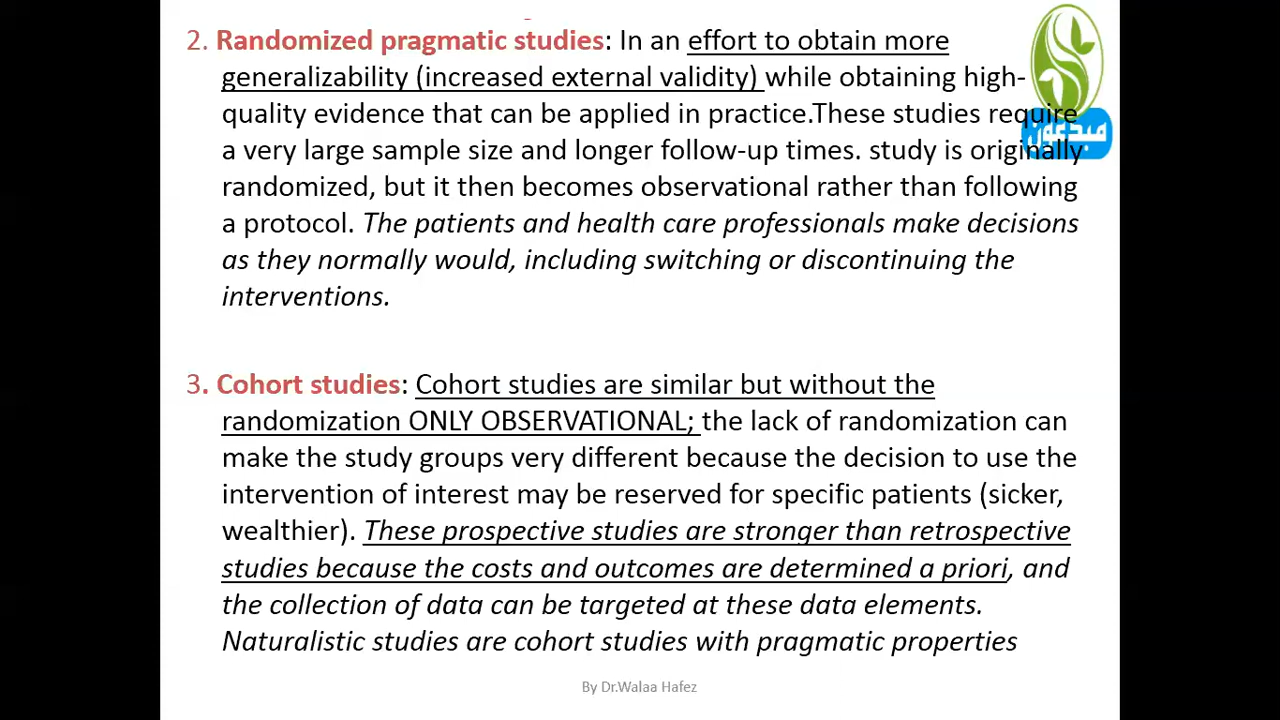 2. Randomized pragmatic studies: In an effort to obtain more
generalizability (increased external validity) while obtaining high-
quality evidence that can be applied in practice.These studies require
a very large sample size and longer follow-up times. study is originally
randomized, but it then becomes observational rather than following
a protocol. The patients and health care professionals make decisions
as they normally would, including switching or discontinuing the
interventions.
مبدعون
3. Cohort studies: Cohort studies are similar but without the
randomization ONLY OBSERVATIONAL; the lack of randomization can
make the study groups very different because the decision to use the
intervention of interest may be reserved for specific patients (sicker,
wealthier). These prospective studies are stronger than retrospective
studies because the costs and outcomes are determined a priori, and
the collection of data can be targeted at these data elements.
Naturalistic studies are cohort studies with pragmatic properties
By Dr.Walaa Hafez